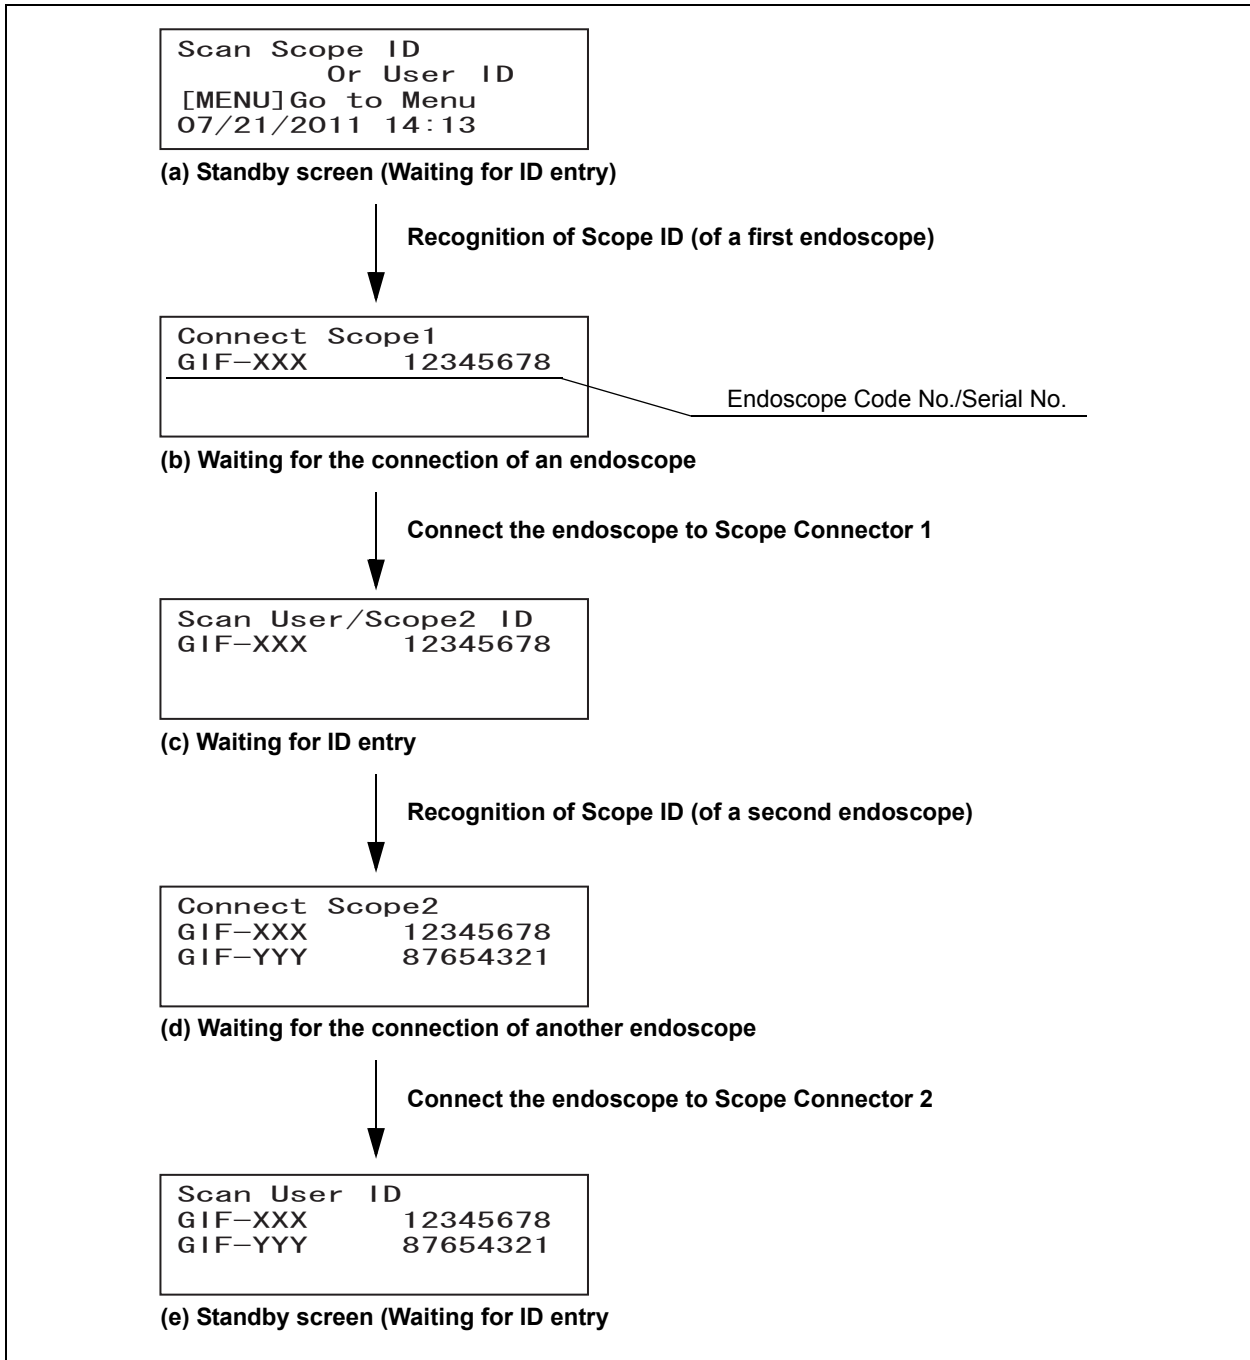 Scan Scope ID
Or User ID
[MENU]Go to Menu
07/21/2011 14:13
(a) Standby screen (Waiting for ID entry)
Recognition of Scope ID (of a first endoscope)
Connect Scope1
GIF-XXX 12345678
Endoscope Code No./Serial No.
(b) Waiting for the connection of an endoscope
Connect the endoscope to Scope Connector 1
Scan User/Scope2 ID
GIF-XXX 12345678
(c) Waiting for ID entry
Recognition of Scope ID (of a second endoscope)
Connect Scope2
GIF-XXX 12345678
GIF-YYY 87654321
(d) Waiting for the connection of another endoscope
Connect the endoscope to Scope Connector 2
Scan User ID
GIF-XXX 12345678
GIF-YYY 87654321
(e) Standby screen (Waiting for ID entry